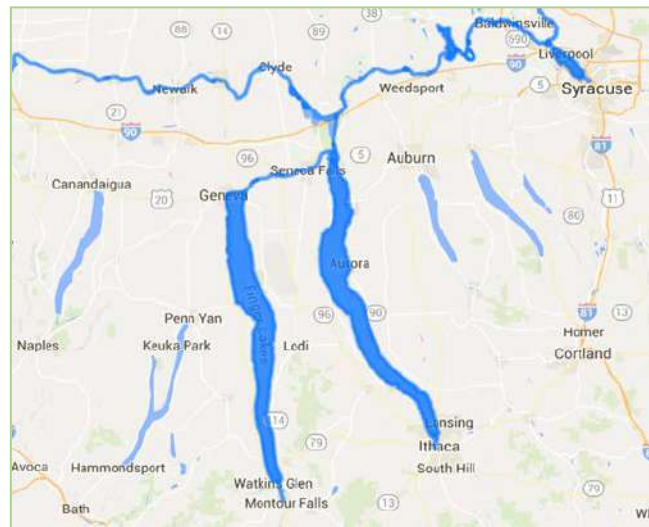 38
Baldwinsville
88
14
89
690
Liverpool
Clyde
90
Newark
Weedsport
5
Syracuse
21
90
96
5
Auburn
81
Seneca Falls
Canandaigua
20
Geneva
11
80
Aurora
Finger Lakes
Penn Yan
96
90
81
13
Naples
Keuka Park
Lodi
Homer
Cortland
414
Lansing
79
Ithaca
Avoca
Hammondsport
South Hill
Watkins Glen
79
Bath
Montour Falls
13